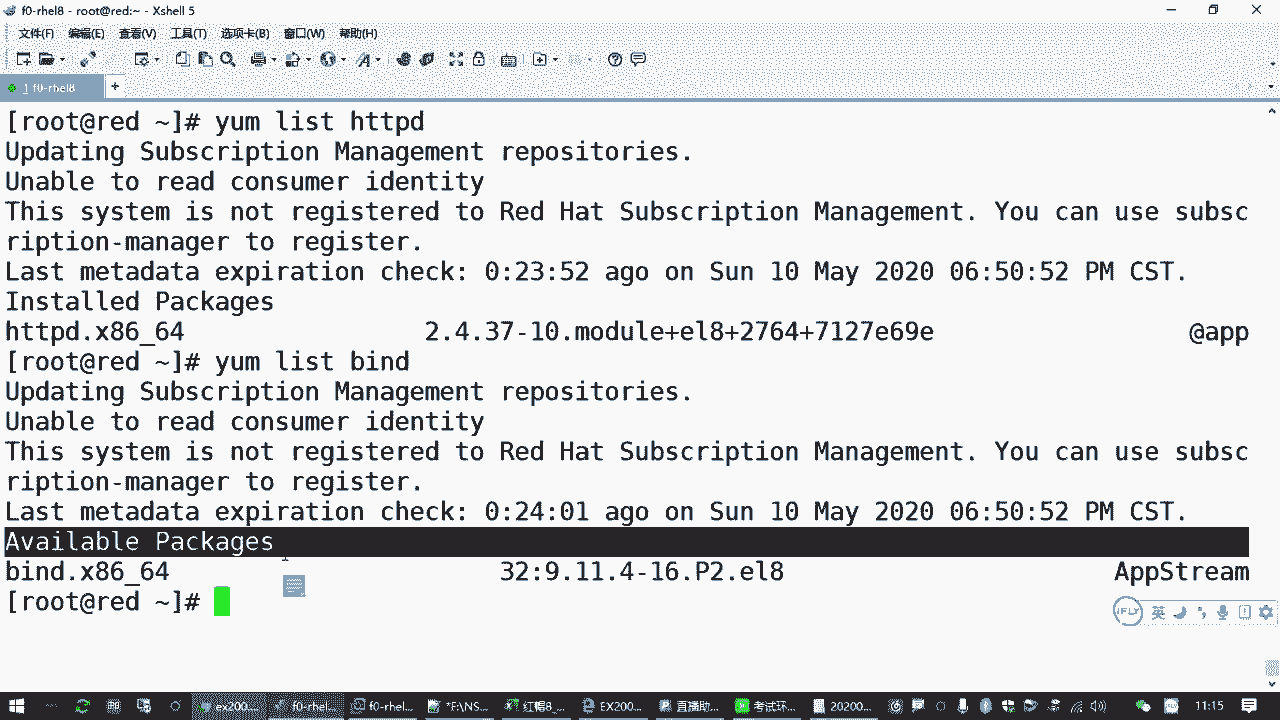 f0-rhel8 - root@red:~ - Xshell 5
文件(F) 编辑(E) 查看(V) 工具(T) 选项卡(B) 窗口(W) 帮助(H)
1 f0-rhel8
[root@red ~]# yum list httpd
Updating Subscription Management repositories.
Unable to read consumer identity
This system is not registered to Red Hat Subscription Management. You can use subsc
ription-manager to register.
Last metadata expiration check: 0:23:52 ago on Sun 10 May 2020 06:50:52 PM CST.
Installed Packages
httpd.x86_64 2.4.37-10.module+el8+2764+7127e69e @app
[root@red ~]# yum list bind
Updating Subscription Management repositories.
Unable to read consumer identity
This system is not registered to Red Hat Subscription Management. You can use subsc
ription-manager to register.
Last metadata expiration check: 0:24:01 ago on Sun 10 May 2020 06:50:52 PM CST.
Available Packages
bind.x86_64 32:9.11.4-16.P2.el8 AppStream
[root@red ~]#
iFLY 英
ex200... f0-rhel... f0-rhel... *F:\NS... 红帽8_... EX200... 直播助... 考试环... 20200... 11:15